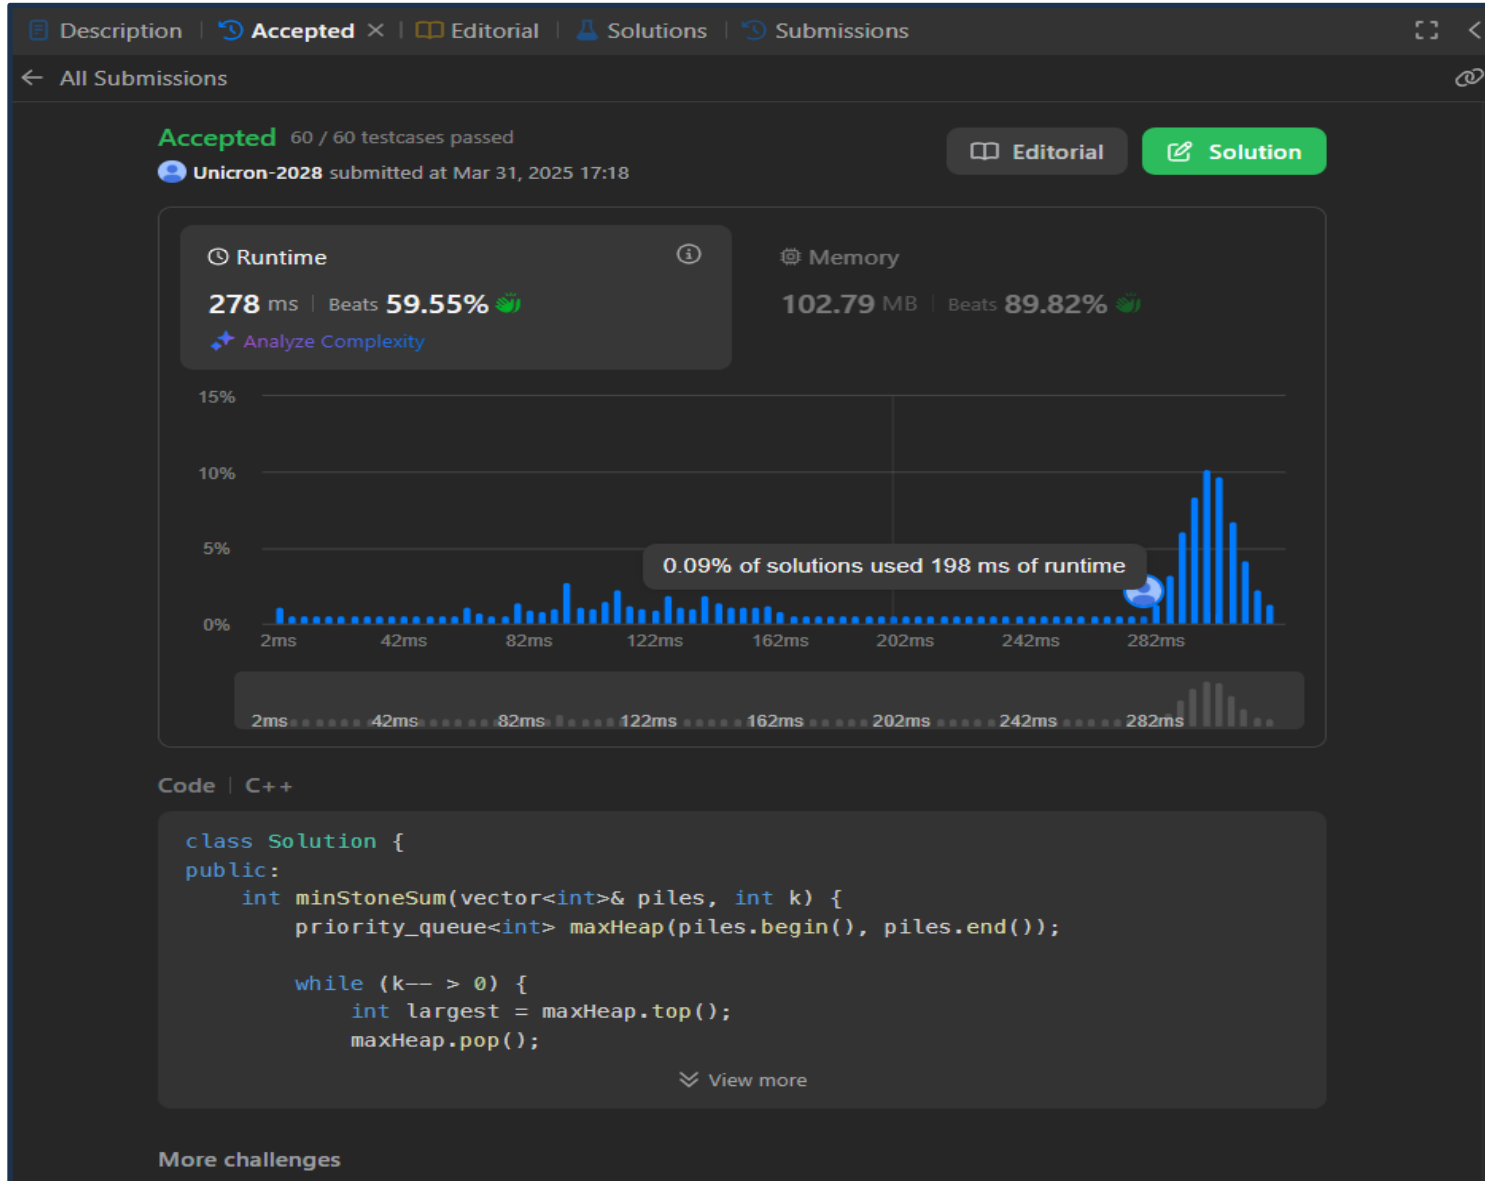 Description | Accepted × | Editorial | Solutions | Submissions
All Submissions
Accepted 60 / 60 testcases passed
Editorial
Solution
Unicron-2028 submitted at Mar 31, 2025 17:18
Runtime
278 ms | Beats 59.55%
Analyze Complexity
Memory
102.79 MB | Beats 89.82%
15%
10%
5%
0%
0.09% of solutions used 198 ms of runtime
2ms 42ms 82ms 122ms 162ms 202ms 242ms 282ms
2ms 42ms 82ms 122ms 162ms 202ms 242ms 282ms
Code | C++
class Solution {
public:
    int minStoneSum(vector<int>& piles, int k) {
        priority_queue<int> maxHeap(piles.begin(), piles.end());
        while (k-- > 0) {
            int largest = maxHeap.top();
            maxHeap.pop();
View more
More challenges